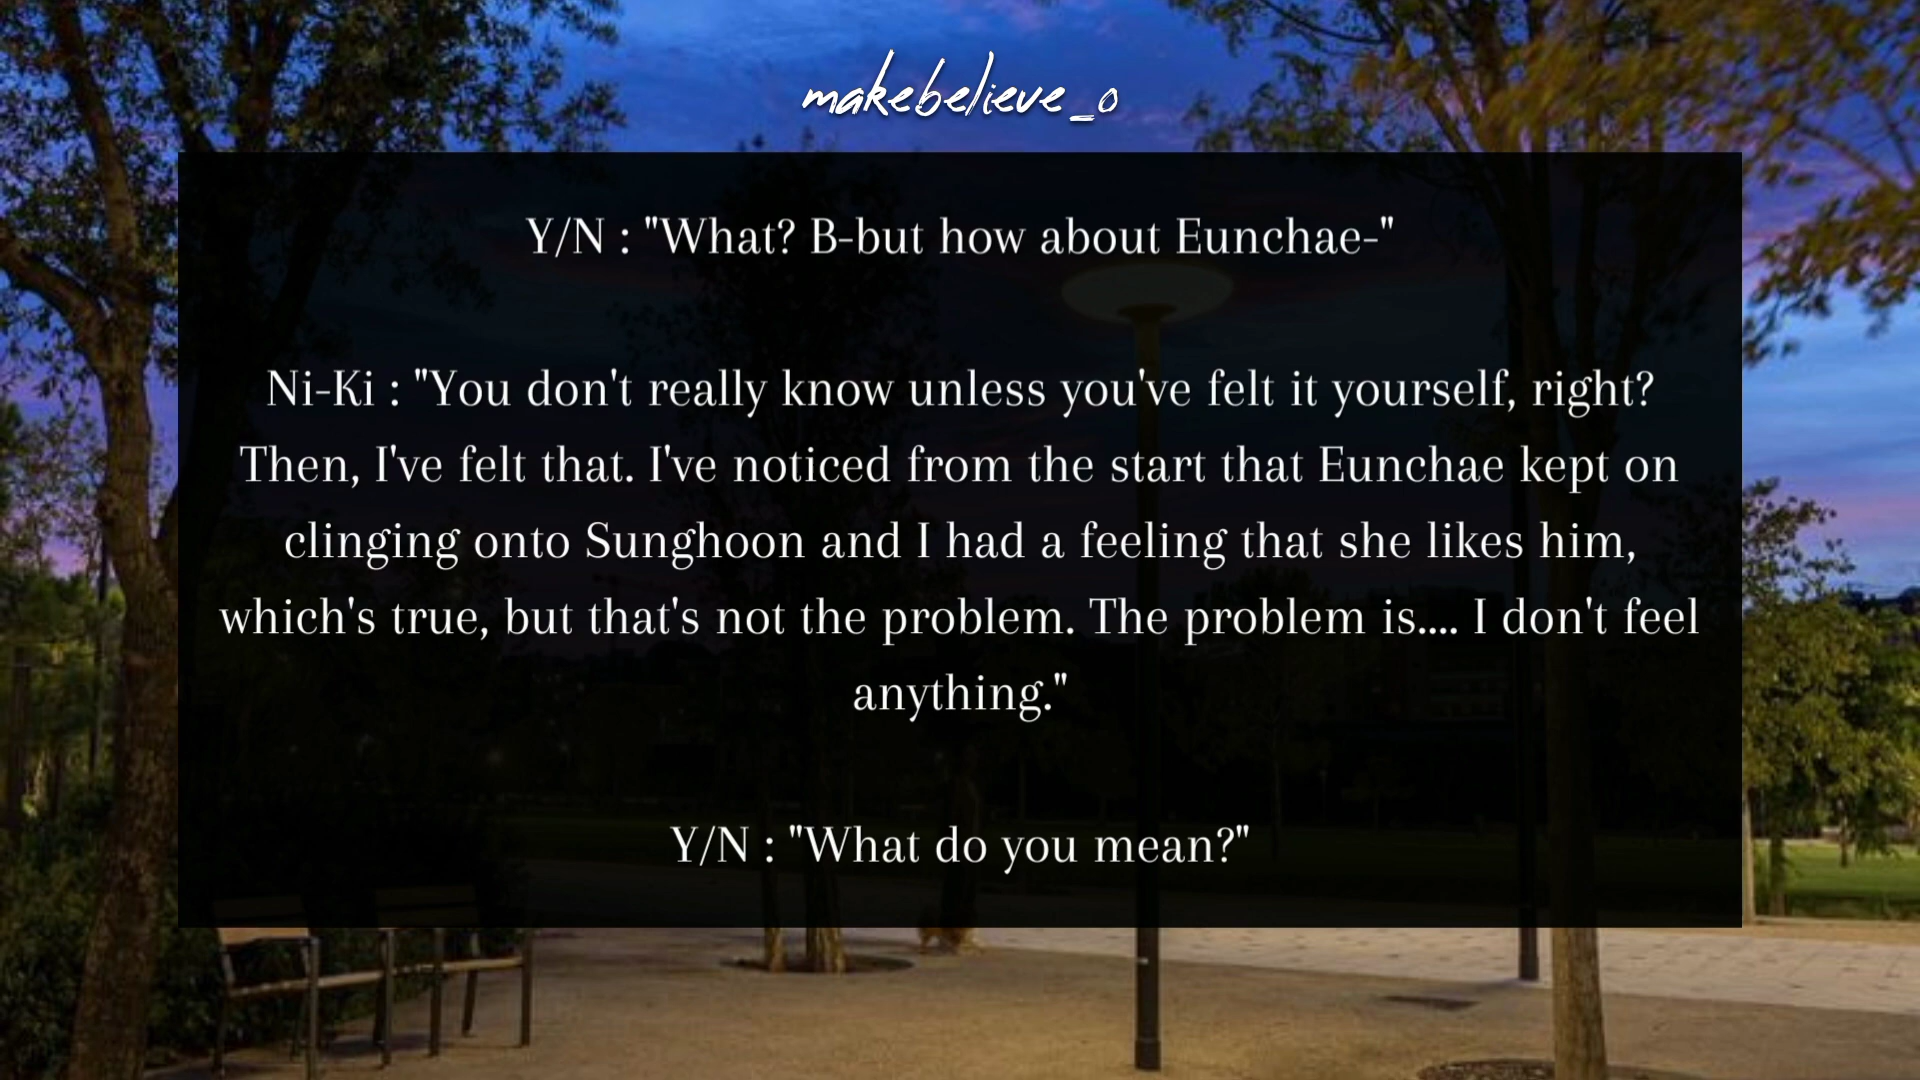 makebelieve_o
Y/N : "What? B-but how about Eunchae-"
Ni-Ki : "You don't really know unless you've felt it yourself, right?
Then, I've felt that. I've noticed from the start that Eunchae kept on
clinging onto Sunghoon and I had a feeling that she likes him,
which's true, but that's not the problem. The problem is.... I don't feel
anything."
Y/N : "What do you mean?"